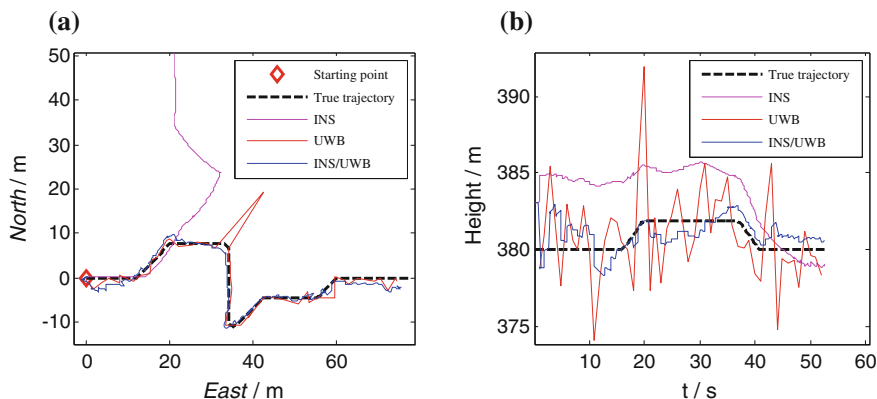 (a)
50
40
30
20
10
0
-10
North / m
Starting point
True trajectory
INS
UWB
INS/UWB
0
20
40
60
East / m
(b)
390
385
380
375
Height / m
True trajectory
INS
UWB
INS/UWB
10
20
30
40
50
60
t / s